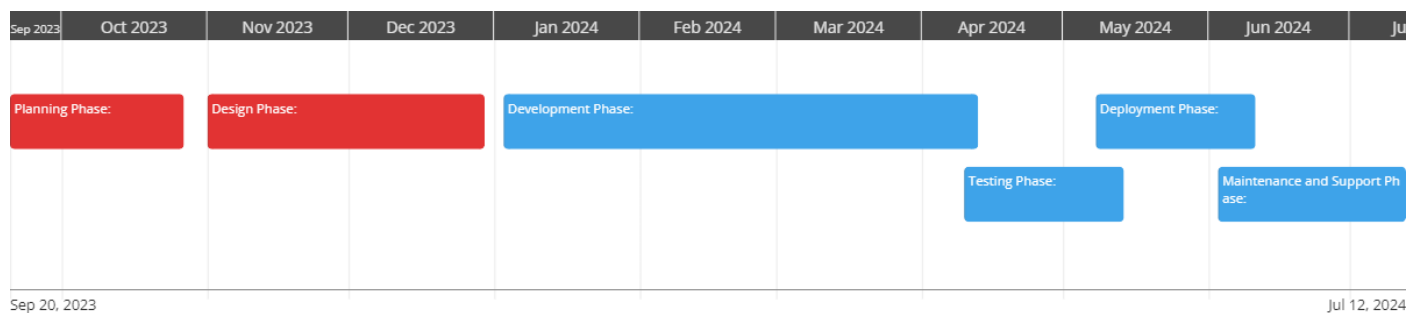 Sep 2023 Oct 2023 Nov 2023 Dec 2023 Jan 2024 Feb 2024 Mar 2024 Apr 2024 May 2024 Jun 2024 Ju
Planning Phase: Design Phase: Development Phase: Deployment Phase:
Testing Phase: Maintenance and Support Ph
ase:
Sep 20, 2023 Jul 12, 2024